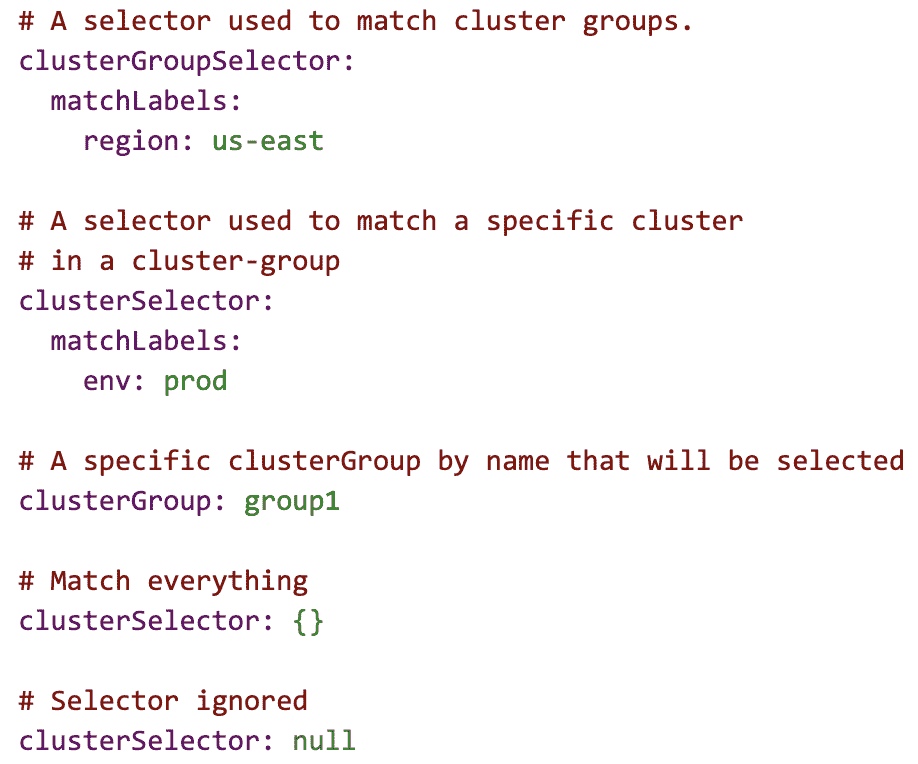 # A selector used to match cluster groups.
clusterGroupSelector:
  matchLabels:
    region: us-east
# A selector used to match a specific cluster
# in a cluster-group
clusterSelector:
  matchLabels:
    env: prod
# A specific clusterGroup by name that will be selected
clusterGroup: group1
# Match everything
clusterSelector: {}
# Selector ignored
clusterSelector: null